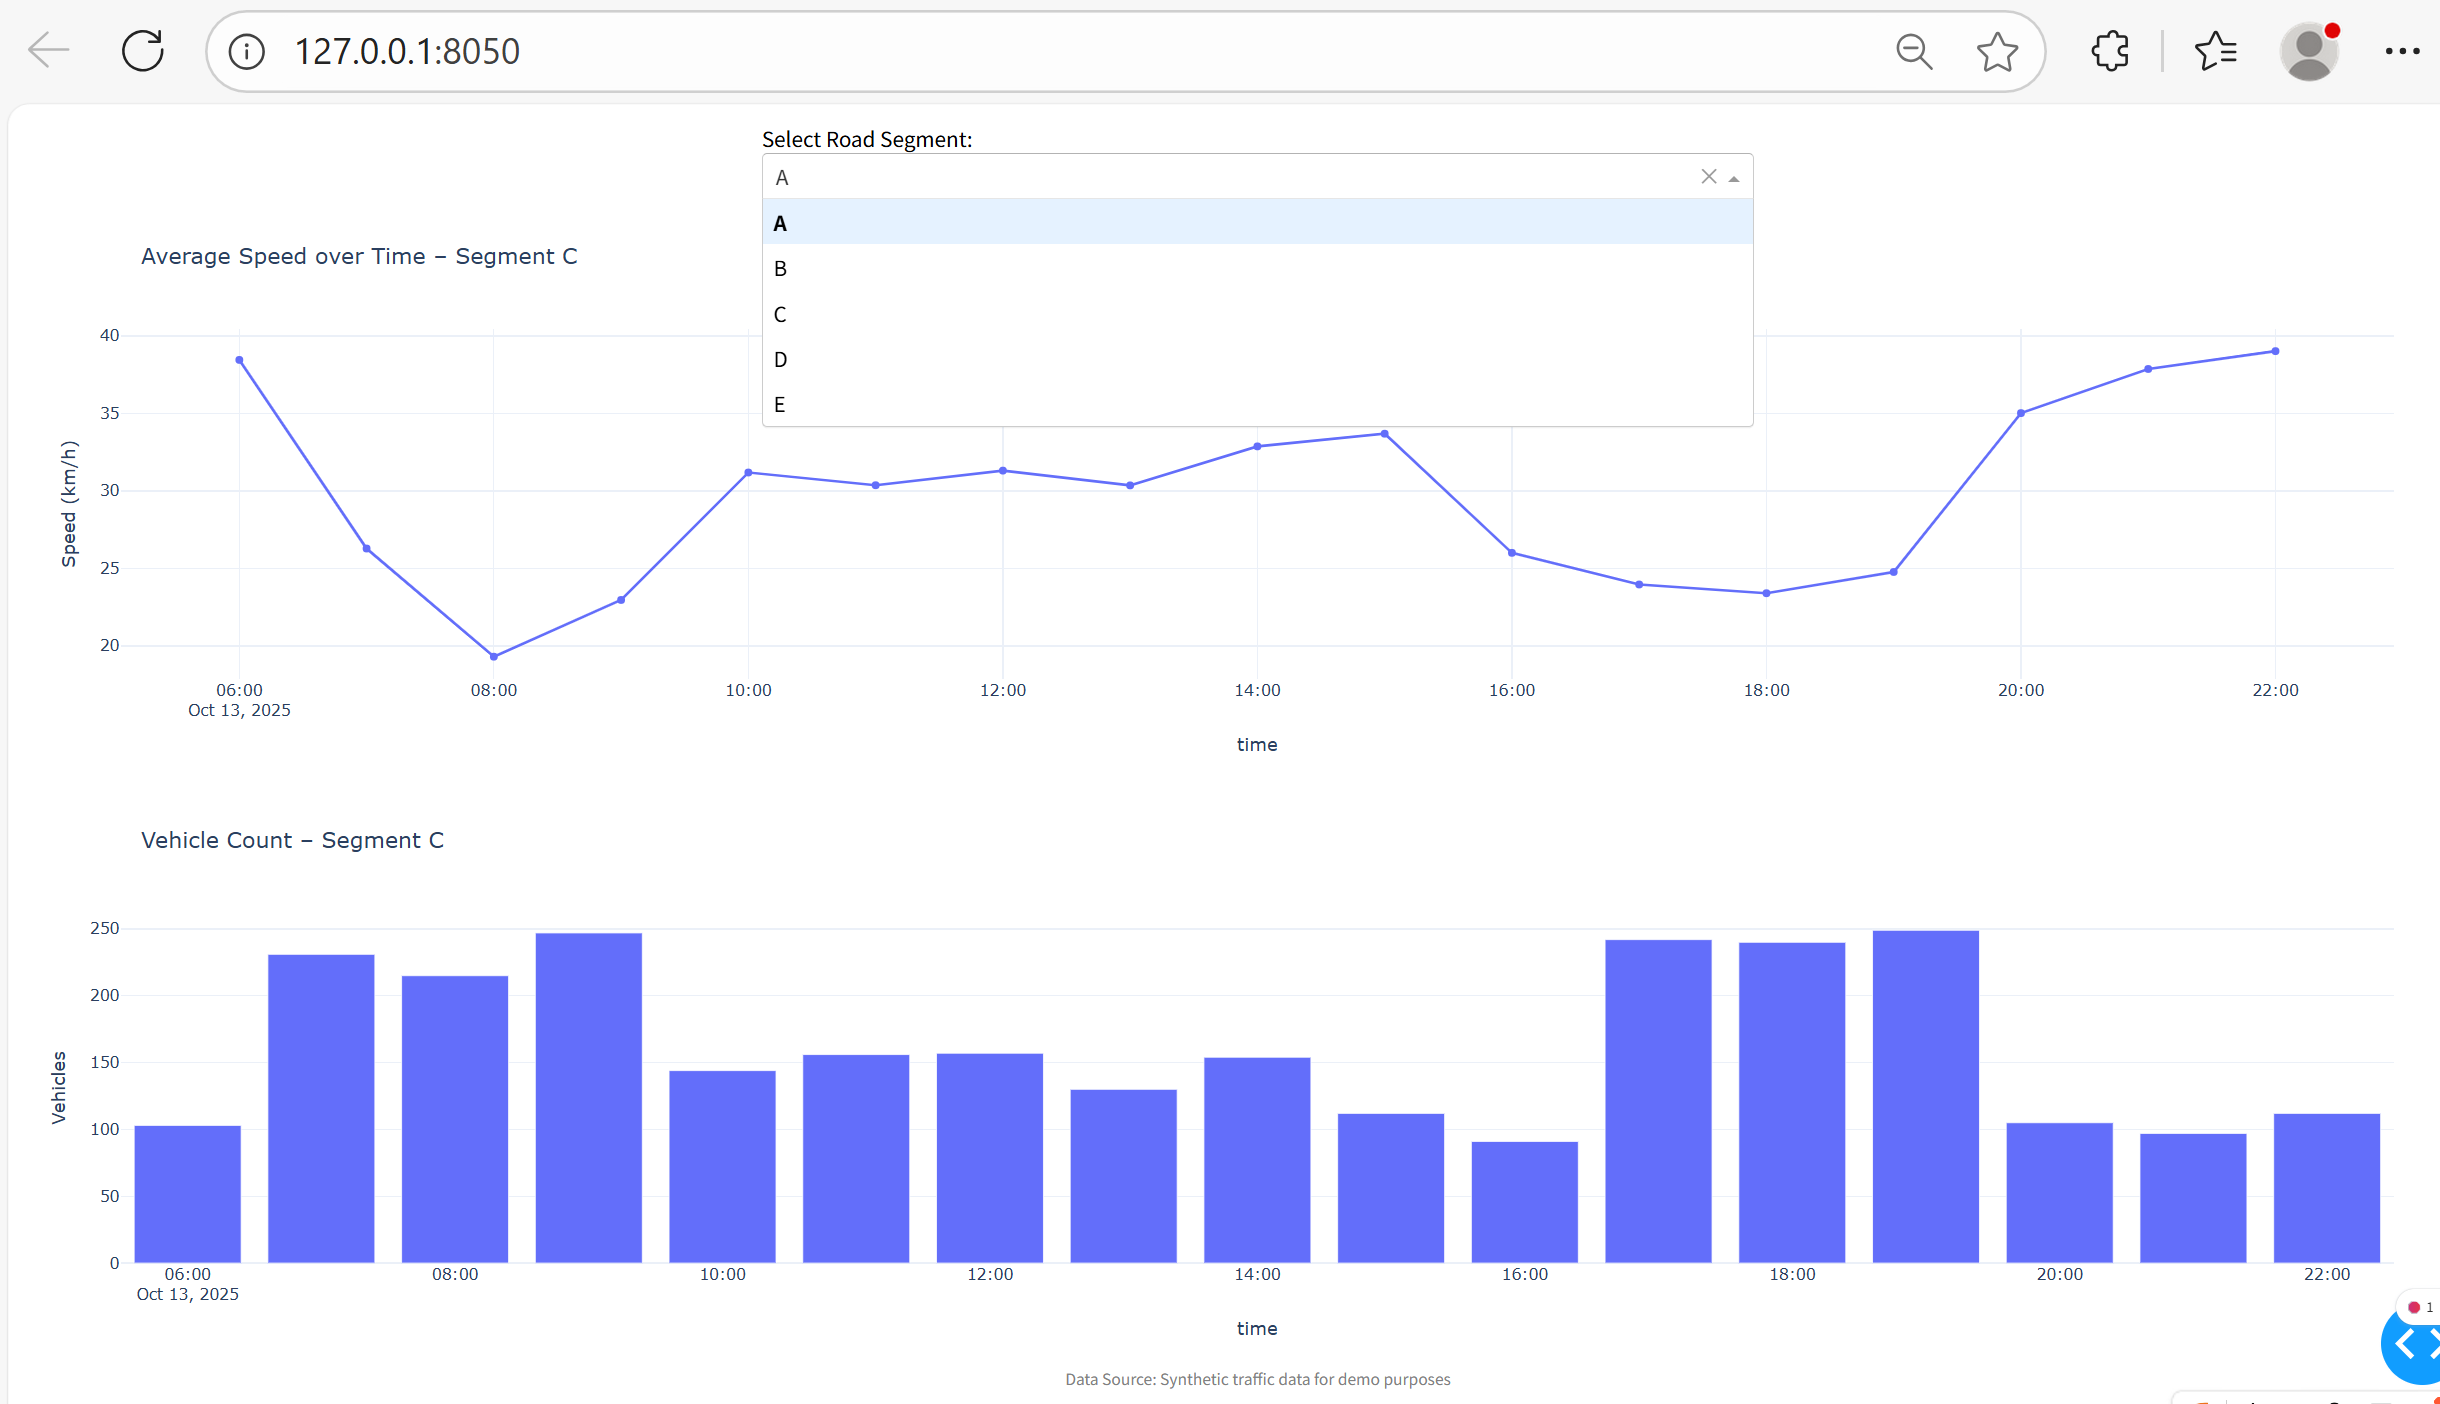 127.0.0.1:8050
Select Road Segment:
A
A
B
C
D
E
Average Speed over Time – Segment C
40
35
30
25
20
Speed (km/h)
06:00 08:00 10:00 12:00 14:00 16:00 18:00 20:00 22:00
Oct 13, 2025
time
Vehicle Count – Segment C
250
200
150
100
50
0
Vehicles
06:00 08:00 10:00 12:00 14:00 16:00 18:00 20:00 22:00
Oct 13, 2025
time
1
Data Source: Synthetic traffic data for demo purposes